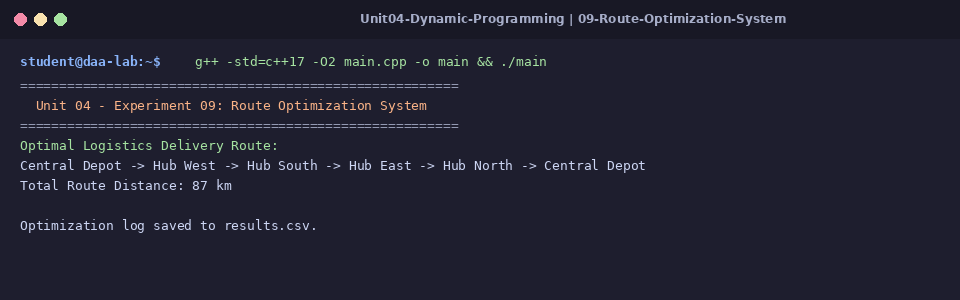 Unit04-Dynamic-Programming | 09-Route-Optimization-System
student@daa-lab:~$ g++ -std=c++17 -O2 main.cpp -o main && ./main
========================================================
Unit 04 - Experiment 09: Route Optimization System
========================================================
Optimal Logistics Delivery Route:
Central Depot -> Hub West -> Hub South -> Hub East -> Hub North -> Central Depot
Total Route Distance: 87 km
Optimization log saved to results.csv.